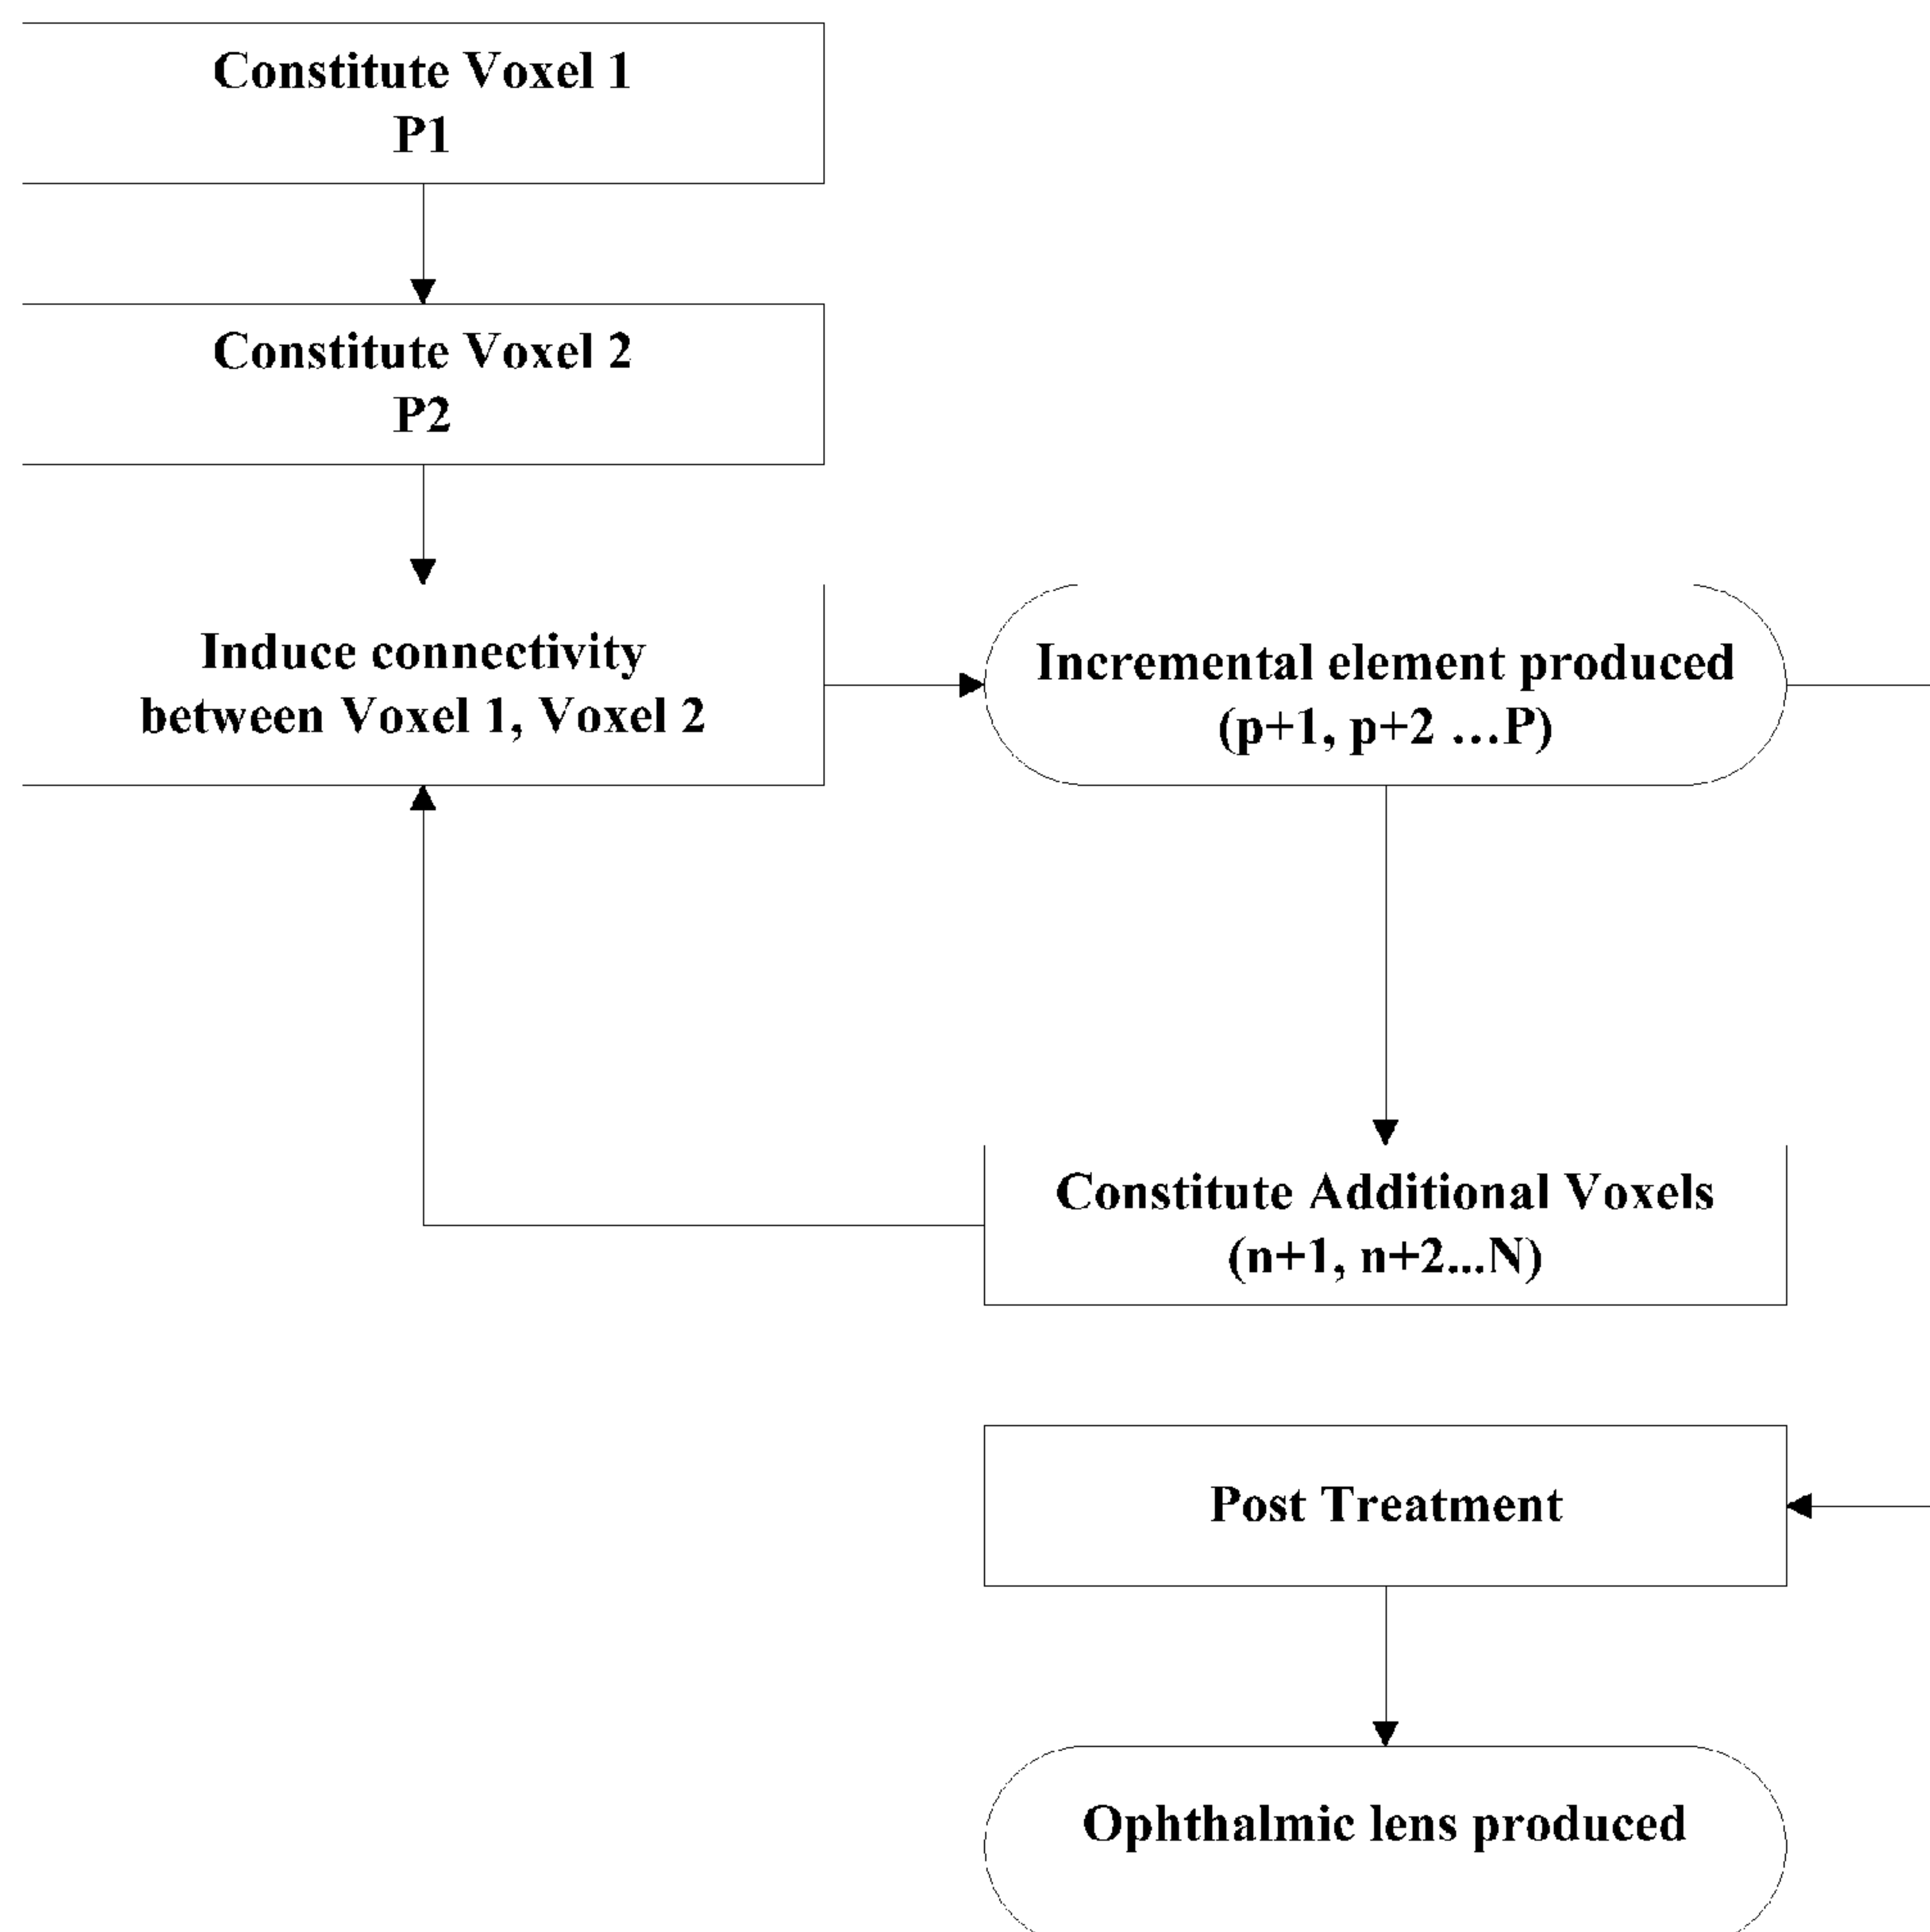 Constitute Voxel 1
P1
Constitute Voxel 2
P2
Induce connectivity
between Voxel 1, Voxel 2
Incremental element produced
(p+1, p+2 …P)
Constitute Additional Voxels
(n+1, n+2...N)
Post Treatment
Ophthalmic lens produced